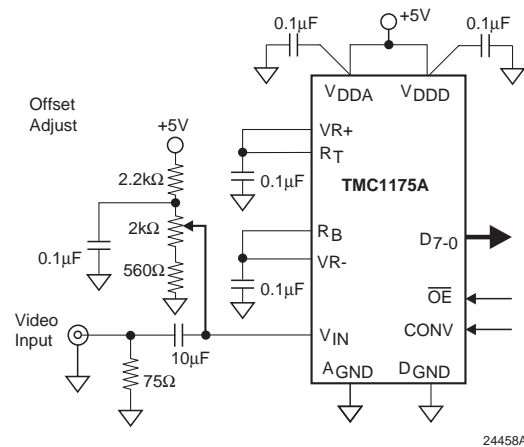 +5V
0.1µF
0.1µF
VDDA
VDDD
Offset
Adjust
+5V
VR+
RT
2.2kΩ
0.1µF
TMC1175A
2kΩ
RB
D7-0
0.1µF
VR-
560Ω
0.1µF
OE
Video
Input
VIN
CONV
10µF
75Ω
AGND
DGND
24458A